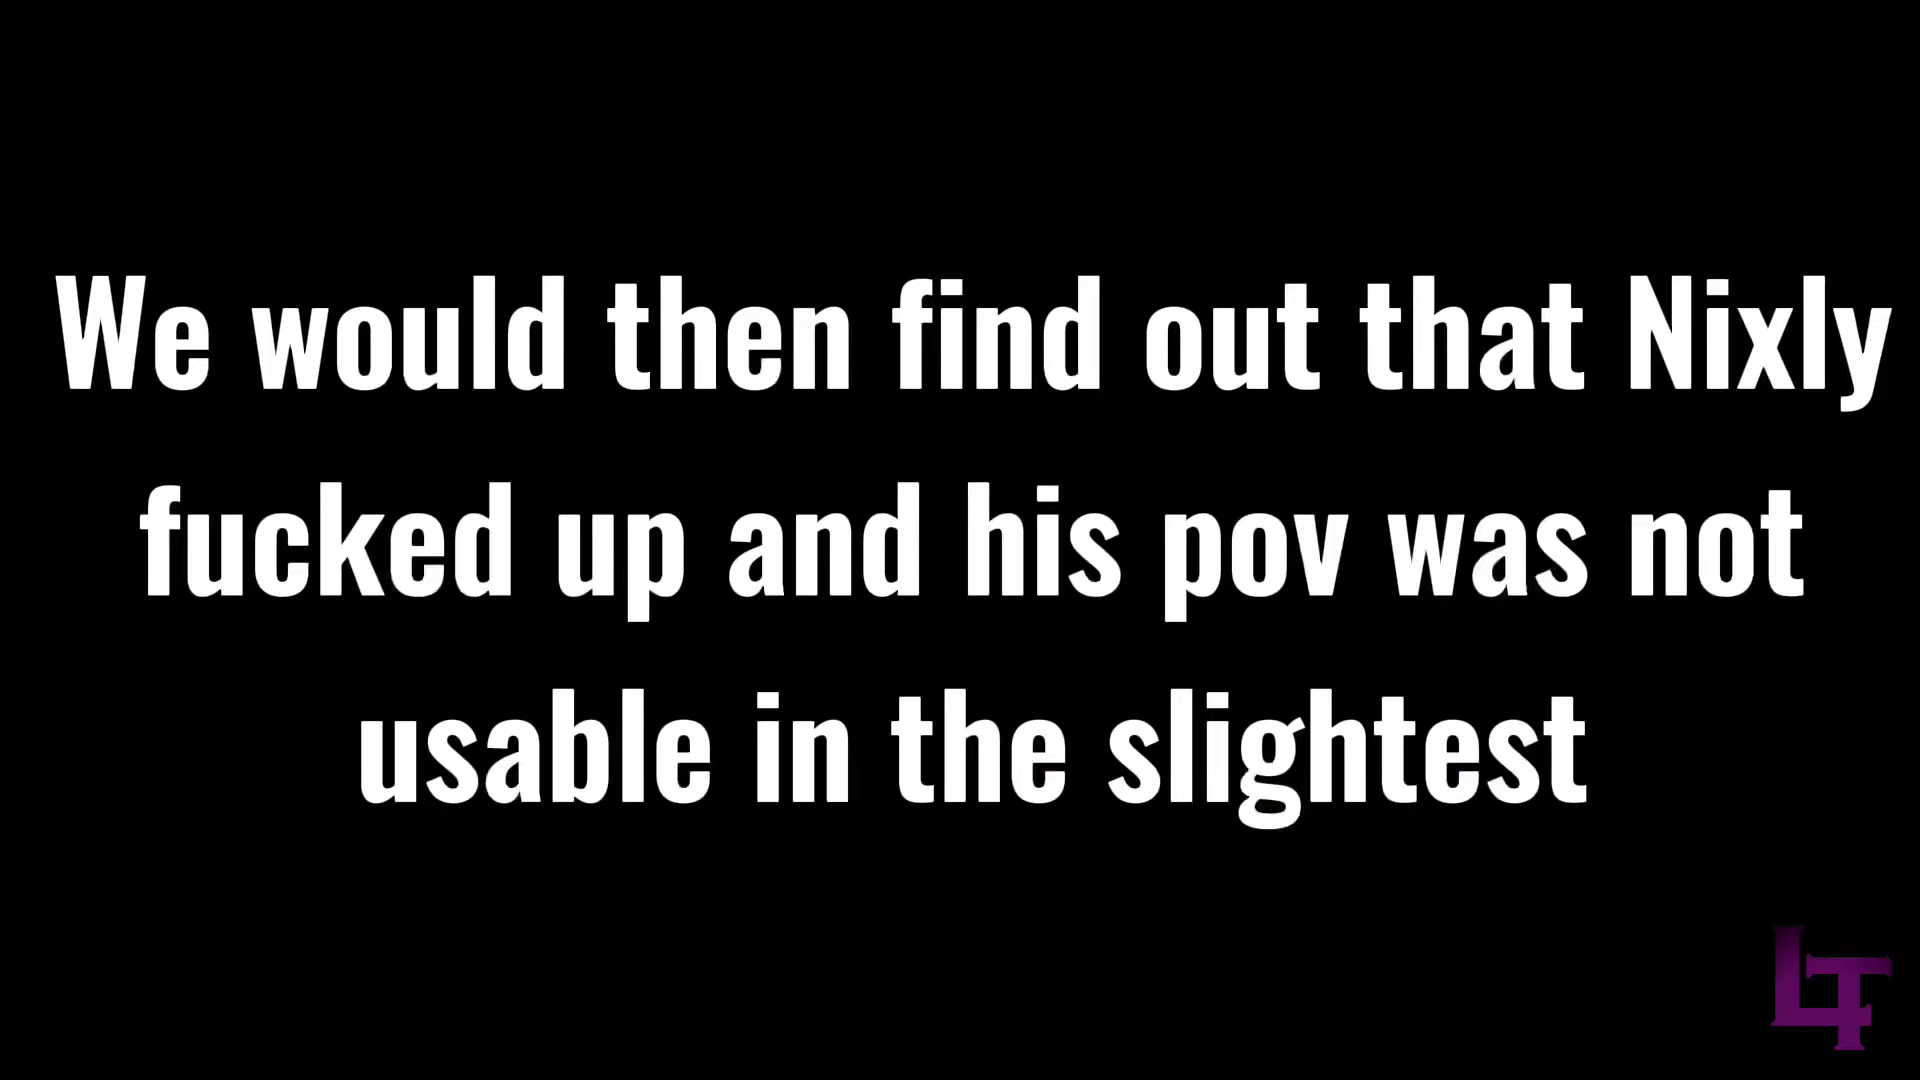 We would then find out that Nixly
fucked up and his pov was not
usable in the slightest
LT